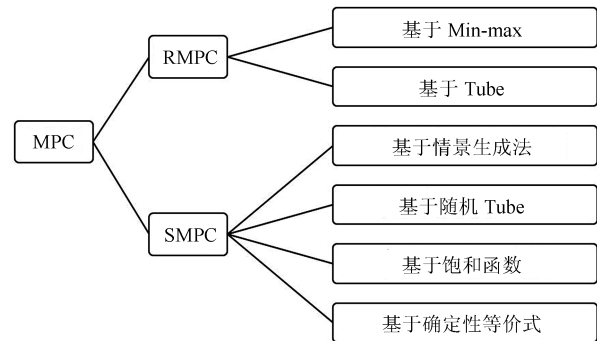 MPC
RMPC
基于 Min-max
基于 Tube
SMPC
基于情景生成法
基于随机 Tube
基于饱和函数
基于确定性等价式